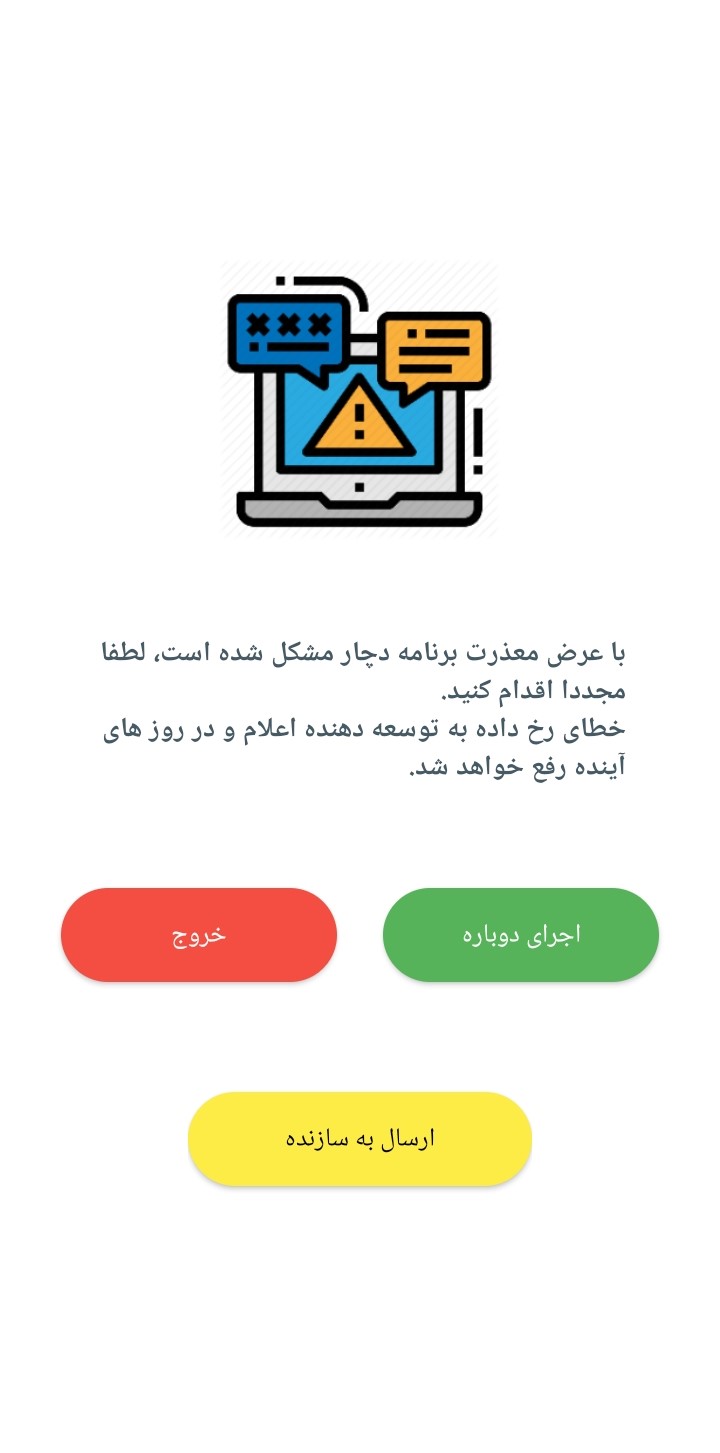 با عرض معذرت برنامه دچار مشکل شده است، لطفا
مجددا اقدام کنید.
خطای رخ داده به توسعه دهنده اعلام و در روز های
آینده رفع خواهد شد.
اجرای دوباره
خروج
ارسال به سازنده